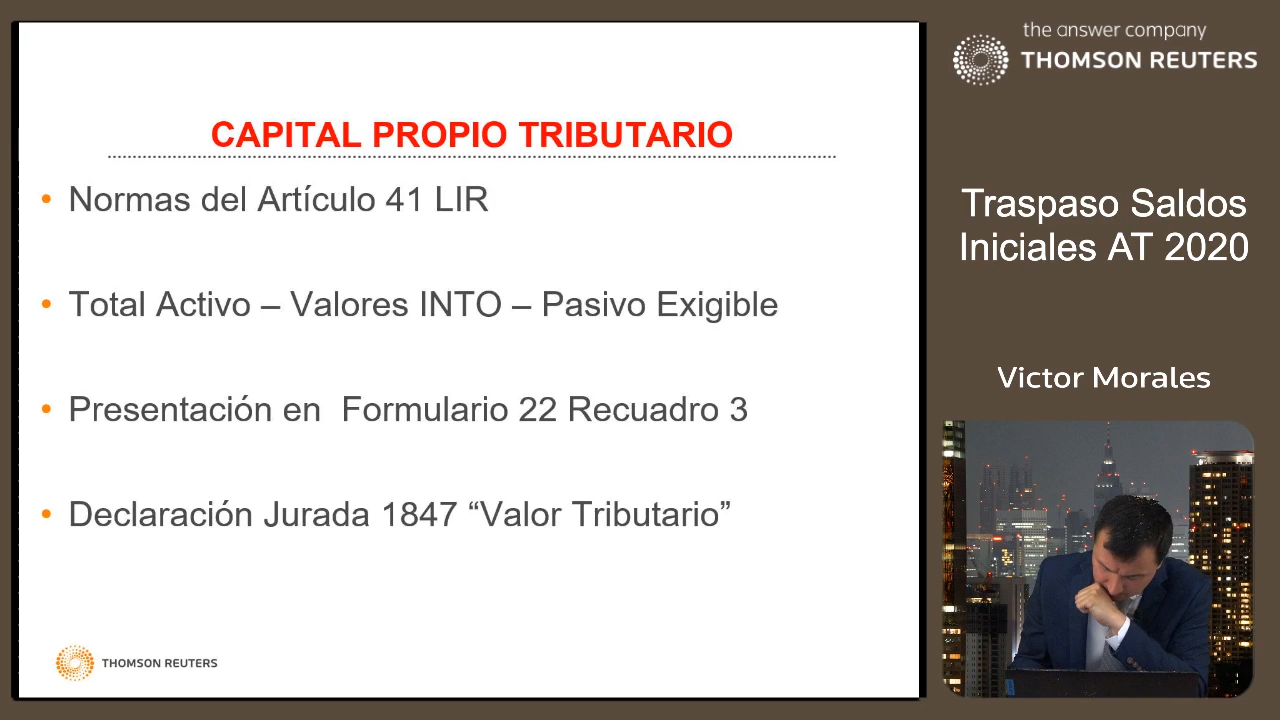 CAPITAL PROPIO TRIBUTARIO
• Normas del Artículo 41 LIR
• Total Activo – Valores INTO – Pasivo Exigible
• Presentación en  Formulario 22 Recuadro 3
• Declaración Jurada 1847 “Valor Tributario”
THOMSON REUTERS
the answer company
THOMSON REUTERS
Traspaso Saldos
Iniciales AT 2020
Victor Morales